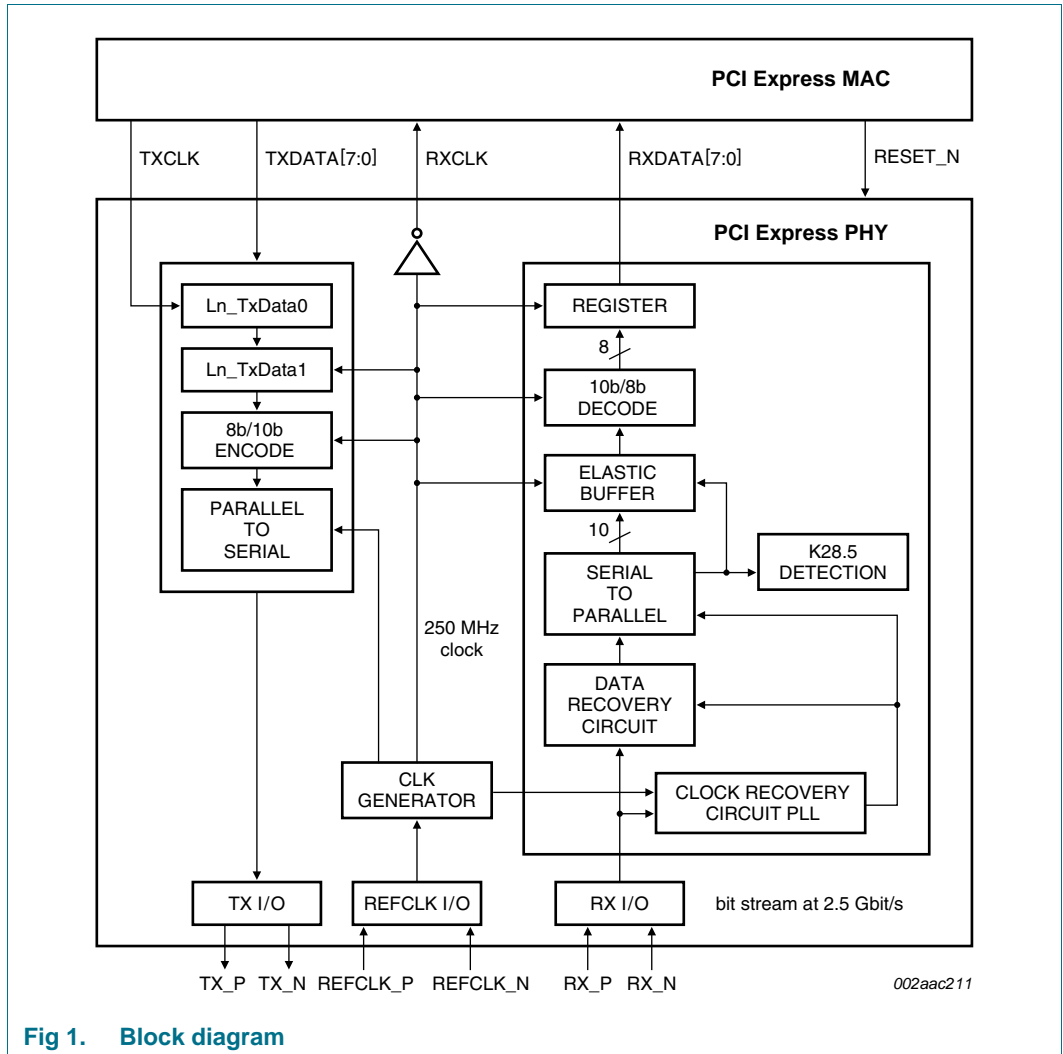 PCI Express MAC
TXCLK
TXDATA[7:0]
RXCLK
RXDATA[7:0]
RESET_N
PCI Express PHY
Ln_TxData0
REGISTER
8
Ln_TxData1
10b/8b
DECODE
8b/10b
ENCODE
ELASTIC
BUFFER
PARALLEL
TO
SERIAL
10
K28.5
DETECTION
SERIAL
TO
PARALLEL
250 MHz
clock
DATA
RECOVERY
CIRCUIT
CLK
GENERATOR
CLOCK RECOVERY
CIRCUIT PLL
TX I/O
REFCLK I/O
RX I/O
bit stream at 2.5 Gbit/s
TX_P TX_N REFCLK_P REFCLK_N RX_P RX_N
002aac211
Fig 1. Block diagram